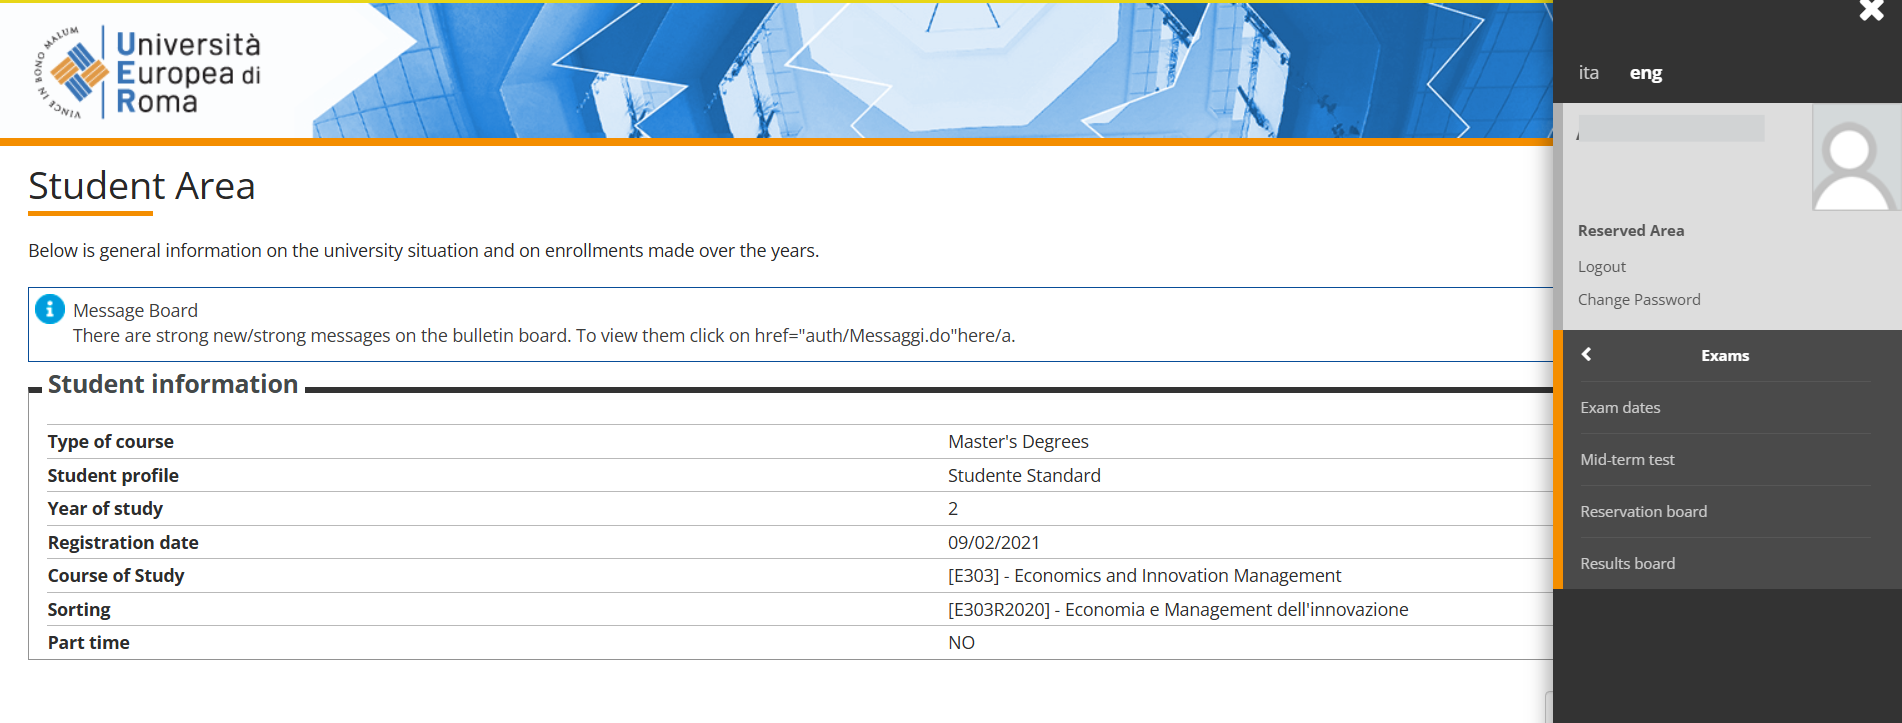 VINCE IN BONO MALUM
Università
Europea di
Roma
ita eng
Student Area
Below is general information on the university situation and on enrollments made over the years.
Message Board
There are strong new/strong messages on the bulletin board. To view them click on href="auth/Messaggi.do"here/a.
Student information
Type of course Master's Degrees
Student profile Studente Standard
Year of study 2
Registration date 09/02/2021
Course of Study [E303] - Economics and Innovation Management
Sorting [E303R2020] - Economia e Management dell'innovazione
Part time NO
Reserved Area
Logout
Change Password
Exams
Exam dates
Mid-term test
Reservation board
Results board